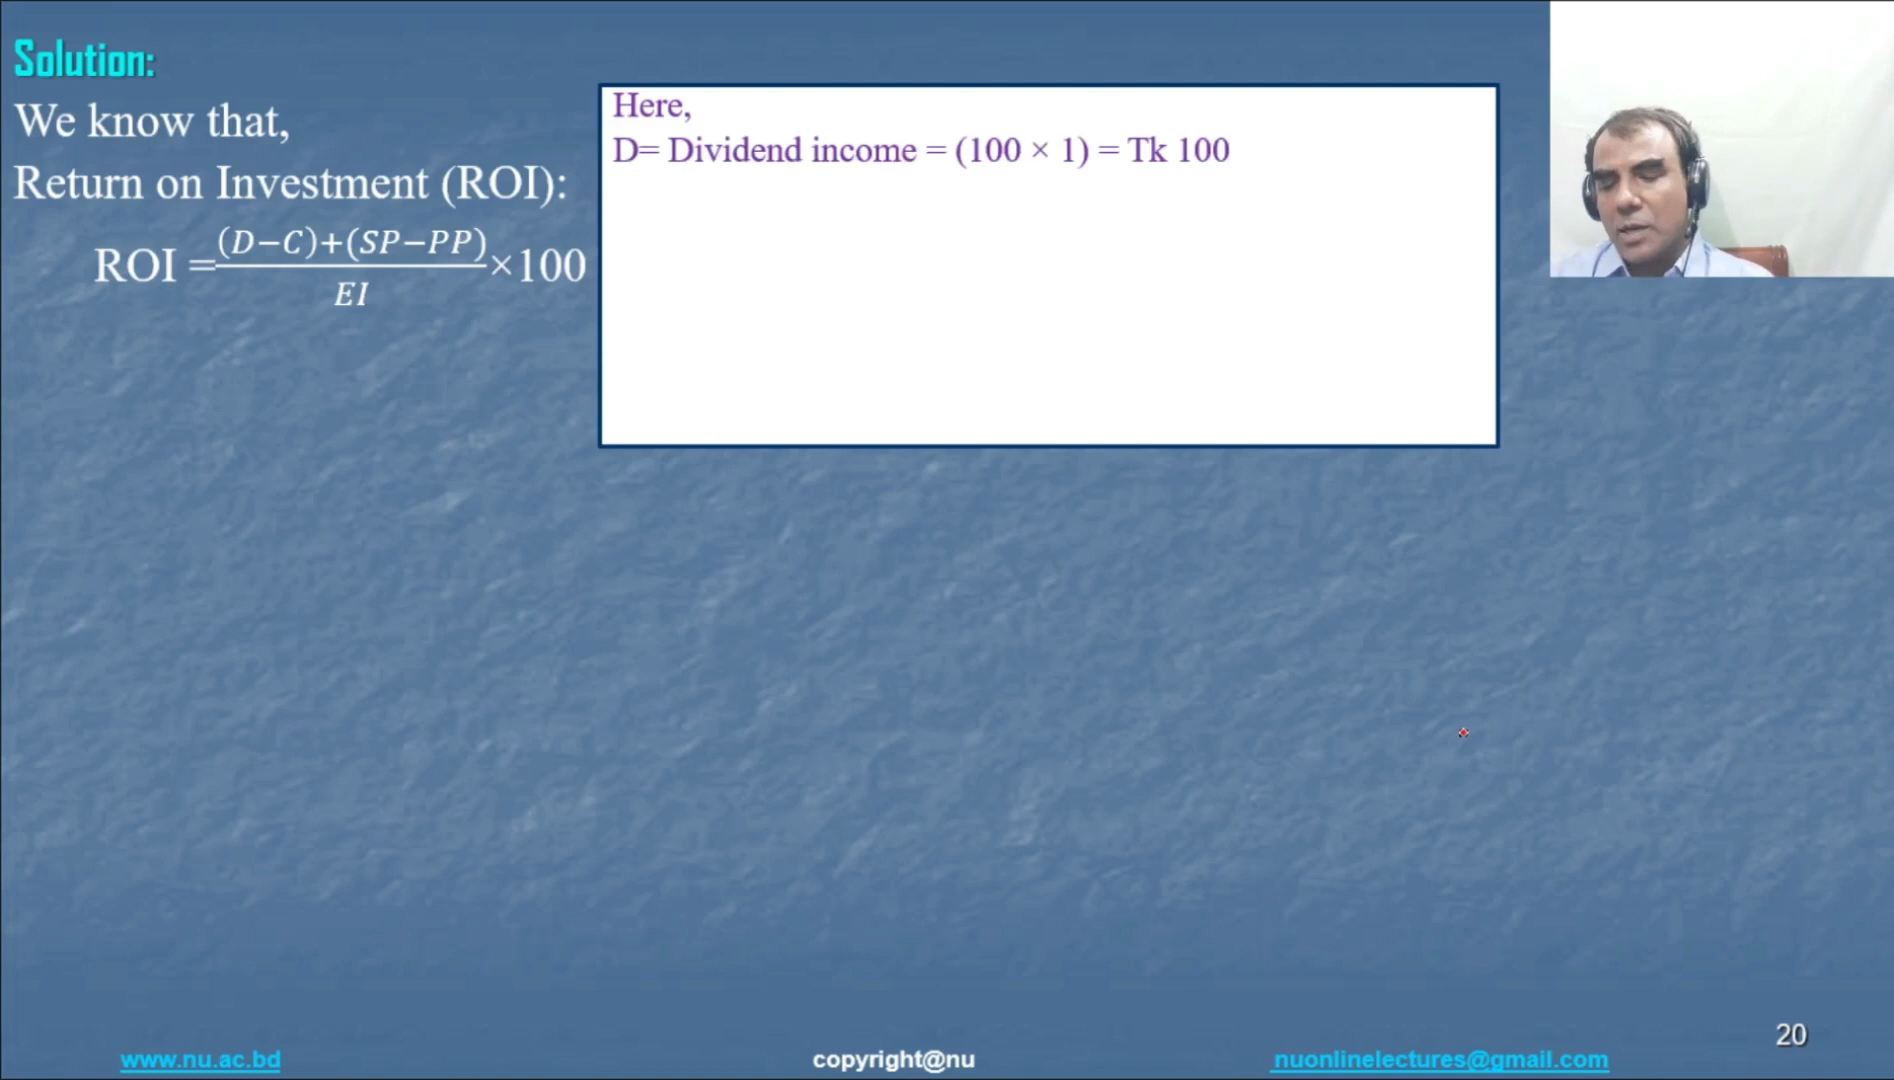 Solution:
We know that,
Return on Investment (ROI):
ROI = \frac{(D−C)+(SP−PP)}{EI} ×100
Here,
D= Dividend income = (100 × 1) = Tk 100
20
www.nu.ac.bd
copyright@nu
nuonlinelectures@gmail.com